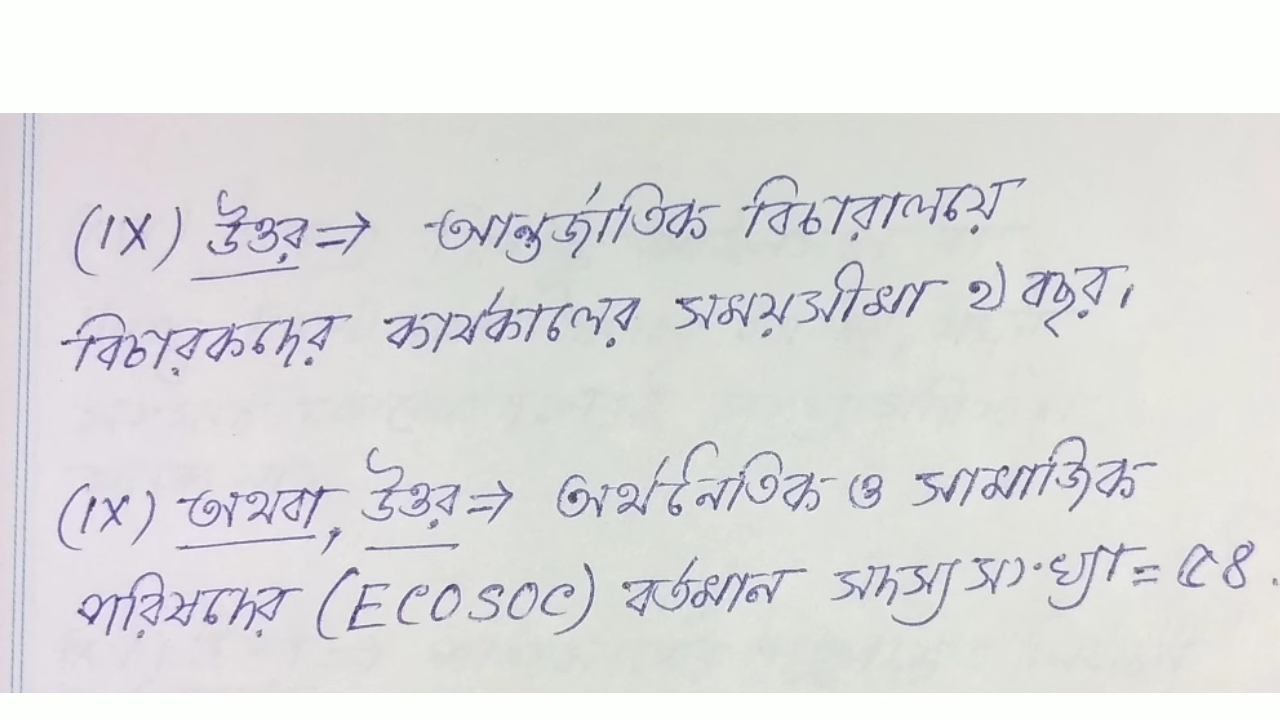 (IX) উত্তর ⇒ আন্তর্জাতিক বিচারালয়ে
বিচারকদের কার্যকালের সময়সীমা ৯ বছর।
(IX) অথবা, উত্তর ⇒ অর্থনৈতিক ও সামাজিক
পরিষদের (ECOSOC) বর্তমান সদস্য সংখ্যা = ৫৪.